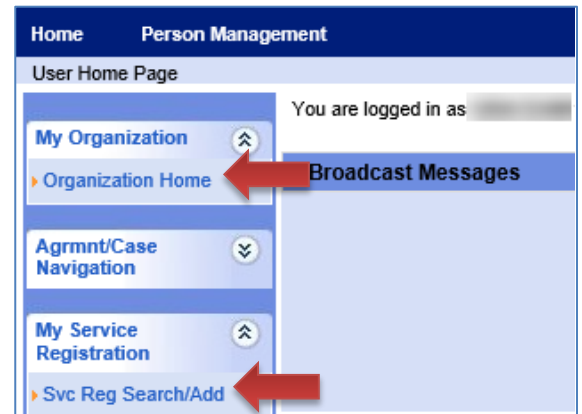 Home Person Management
User Home Page
You are logged in as
My Organization
Organization Home
Broadcast Messages
Agrmnt/Case
Navigation
My Service
Registration
Svc Reg Search/Add